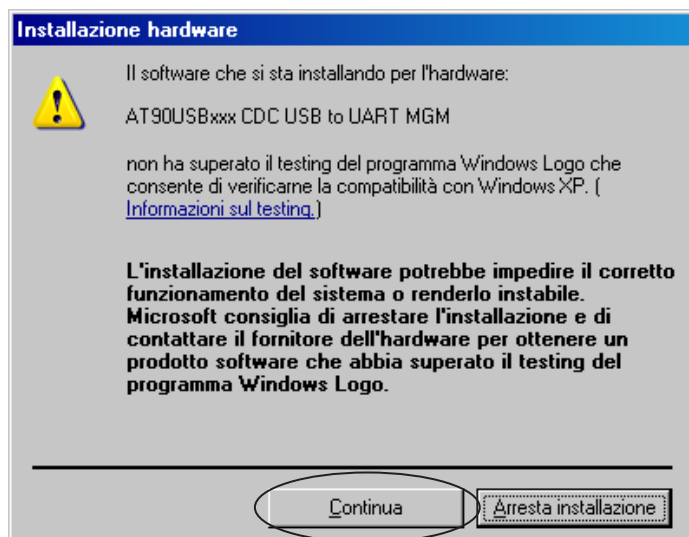 Installazione hardware
Il software che si sta installando per l'hardware:
AT90USBxxx CDC USB to UART MGM
non ha superato il testing del programma Windows Logo che
consente di verificarne la compatibilità con Windows XP. (
Informazioni sul testing.)
L'installazione del software potrebbe impedire il corretto
funzionamento del sistema o renderlo instabile.
Microsoft consiglia di arrestare l'installazione e di
contattare il fornitore dell'hardware per ottenere un
prodotto software che abbia superato il testing del
programma Windows Logo.
Continua
Arresta installazione